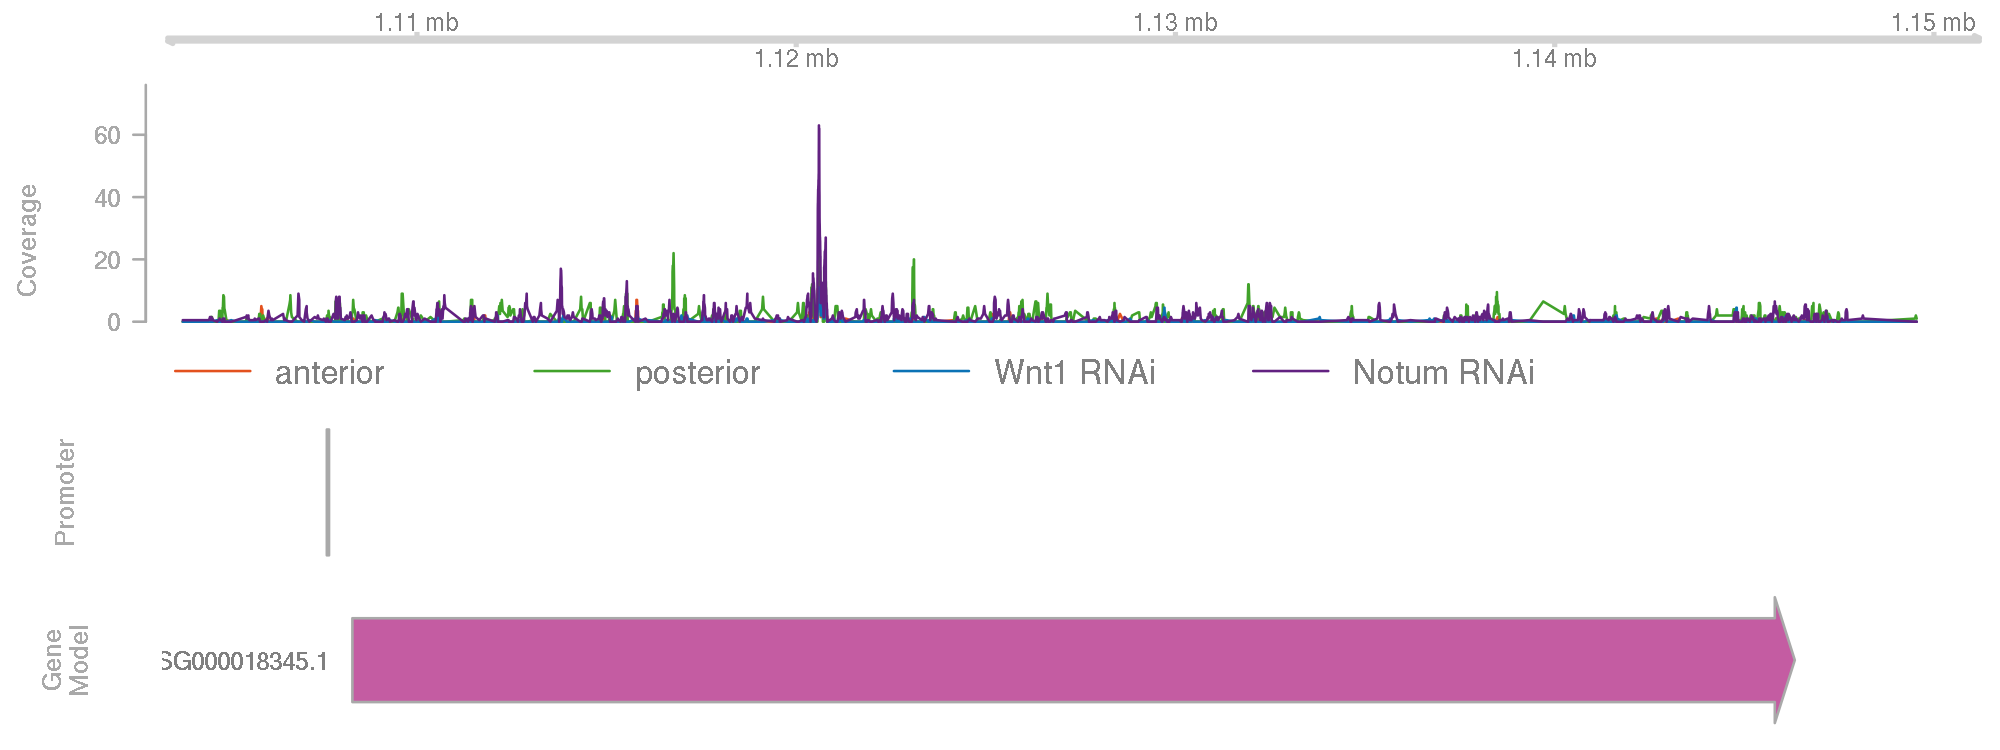 1.11 mb
1.13 mb
1.15 mb
1.12 mb
1.14 mb
Coverage
60
40
20
0
anterior
posterior
Wnt1 RNAi
Notum RNAi
Promoter
Gene
Model
SG000018345.1